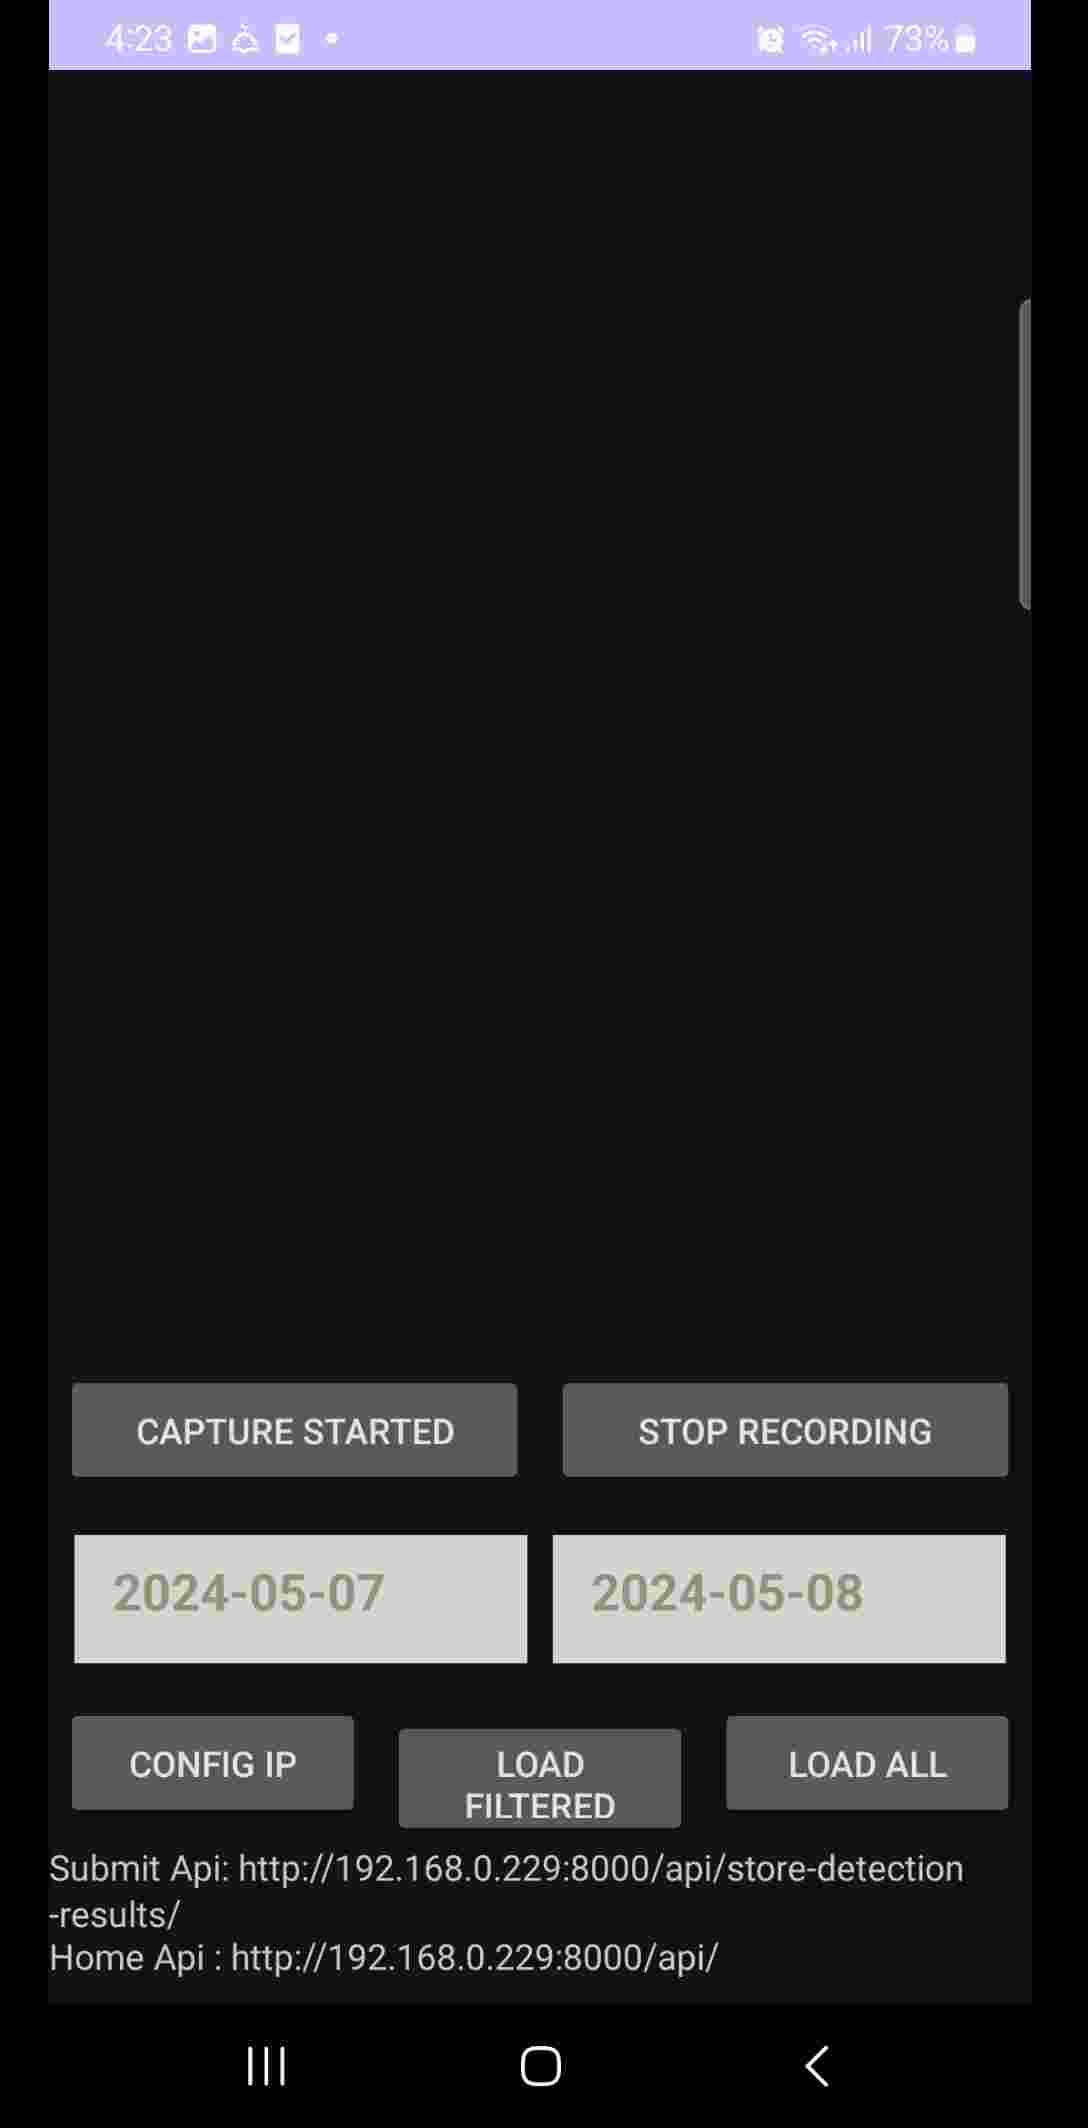 4:23 73%
CAPTURE STARTED STOP RECORDING
2024-05-07 2024-05-08
CONFIG IP LOAD FILTERED LOAD ALL
Submit Api: http://192.168.0.229:8000/api/store-detection
-results/
Home Api : http://192.168.0.229:8000/api/